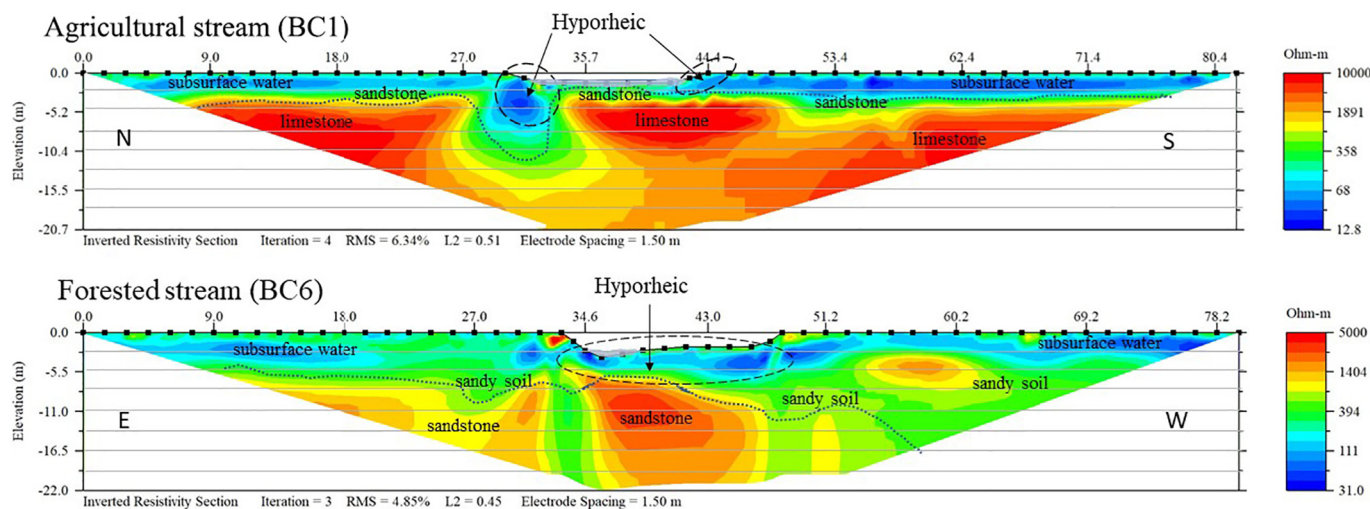 Agricultural stream (BC1)
Hyporheic
0.0 9.0 18.0 27.0 35.7 44.4 53.4 62.4 71.4 80.4
Ohm-m
0.0
-5.2
-10.4
-15.5
-20.7
Elevation (m)
subsurface water
subsurface water
sandstone
sandstone
sandstone
limestone
limestone
limestone
N
S
10000
1891
358
68
12.8
Inverted Resistivity Section Iteration = 4 RMS = 6.34% L2 = 0.51 Electrode Spacing = 1.50 m
Forested stream (BC6)
Hyporheic
0.0 9.0 18.0 27.0 34.6 43.0 51.2 60.2 69.2 78.2
Ohm-m
0.0
-5.5
-11.0
-16.5
-22.0
Elevation (m)
subsurface water
subsurface water
sandy soil
sandy soil
sandy soil
sandstone
sandstone
E
W
5000
1404
394
111
31.0
Inverted Resistivity Section Iteration = 3 RMS = 4.85% L2 = 0.45 Electrode Spacing = 1.50 m